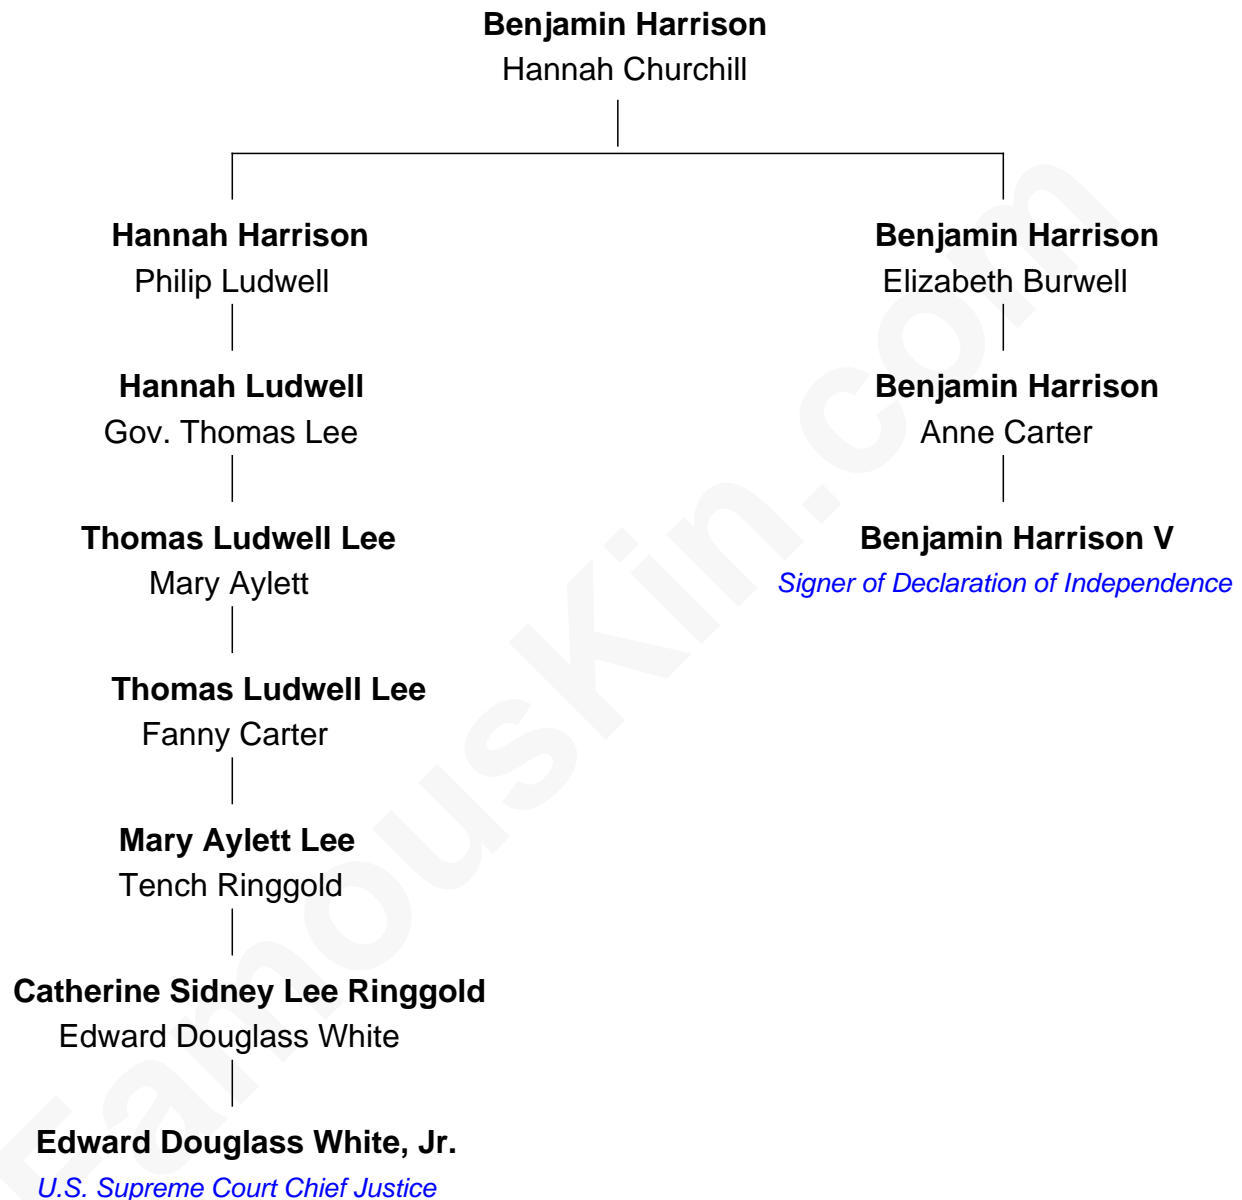 Benjamin Harrison
Hannah Churchill
Hannah Harrison
Philip Ludwell
Benjamin Harrison
Elizabeth Burwell
Hannah Ludwell
Gov. Thomas Lee
Benjamin Harrison
Anne Carter
Thomas Ludwell Lee
Mary Aylett
Benjamin Harrison V
Signer of Declaration of Independence
Thomas Ludwell Lee
Fanny Carter
Mary Aylett Lee
Tench Ringgold
Catherine Sidney Lee Ringgold
Edward Douglass White
Edward Douglass White, Jr.
U.S. Supreme Court Chief Justice
FamousKin.com